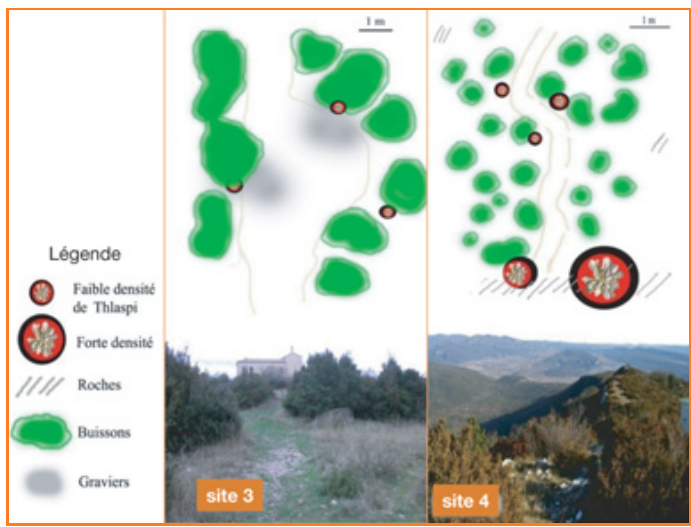 1 m
1 m
Légende
Faible densité
de Thlaspi
Forte densité
Roches
Buissons
Graviers
site 3
site 4